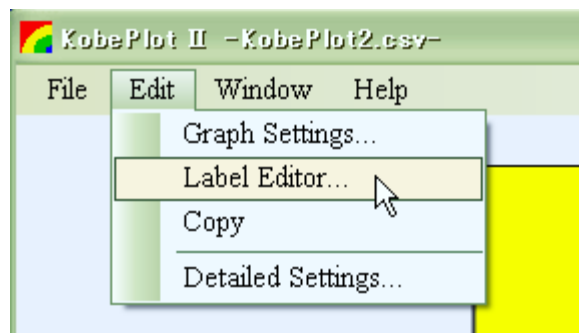 KobePlot II -KobePlot2.csv-
File Edit Window Help
Graph Settings...
Label Editor...
Copy
Detailed Settings...